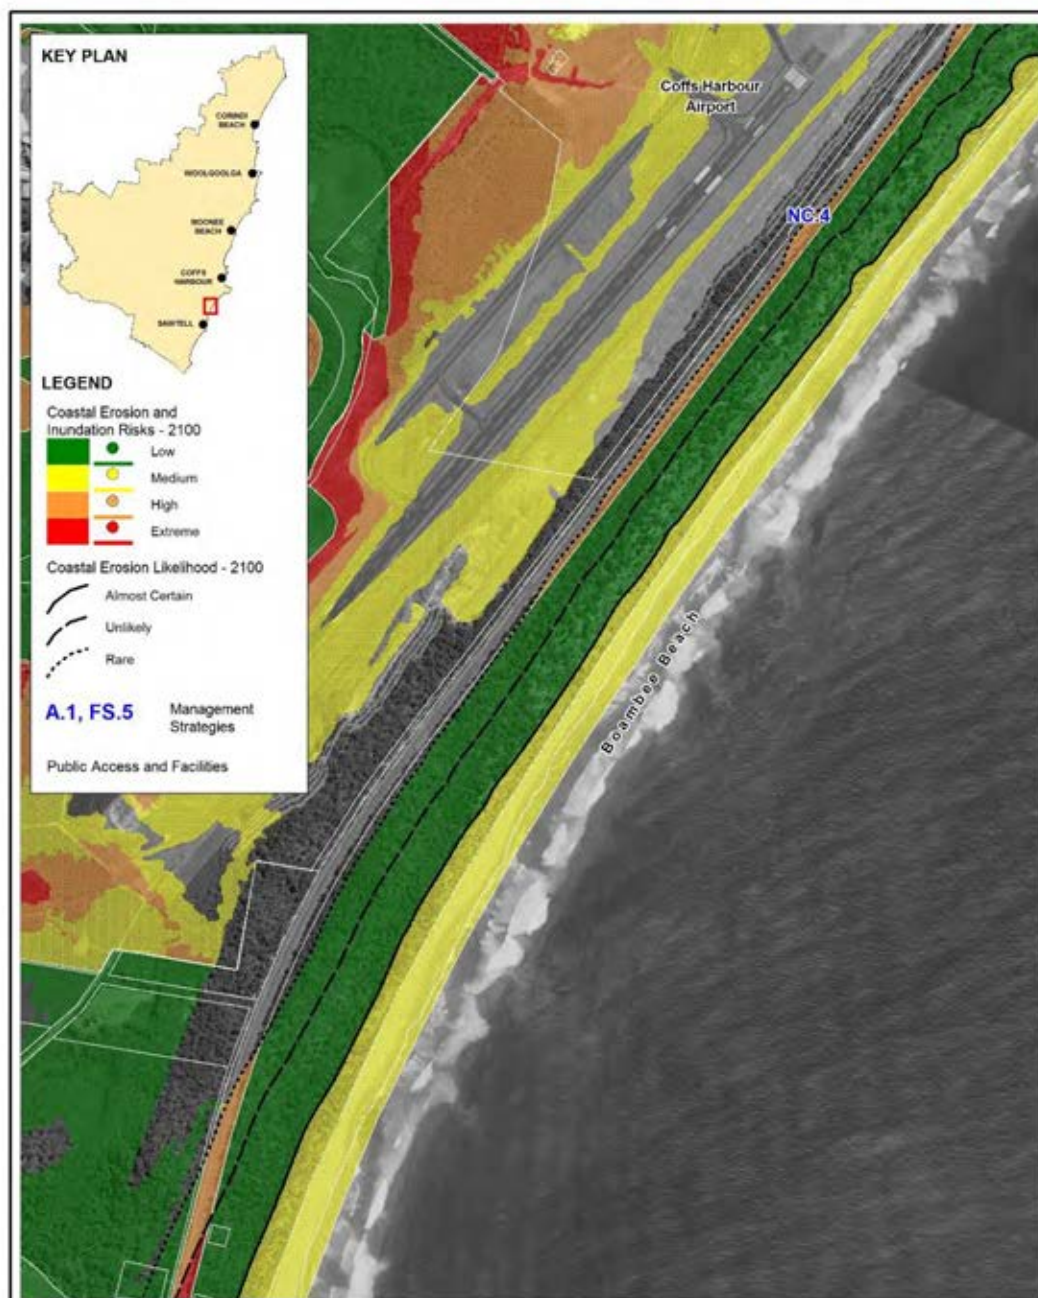 KEY PLAN
CORINDI
BEACH
WOOLGOOLGA
MOONEE
BEACH
COFFS
HARBOUR
SAWTELL
LEGEND
Coastal Erosion and
Inundation Risks - 2100
Low
Medium
High
Extreme
Coastal Erosion Likelihood - 2100
Almost Certain
Unlikely
Rare
A.1, FS.5
Management
Strategies
Public Access and Facilities
Coffs Harbour
Airport
NC.4
Boambee Beach